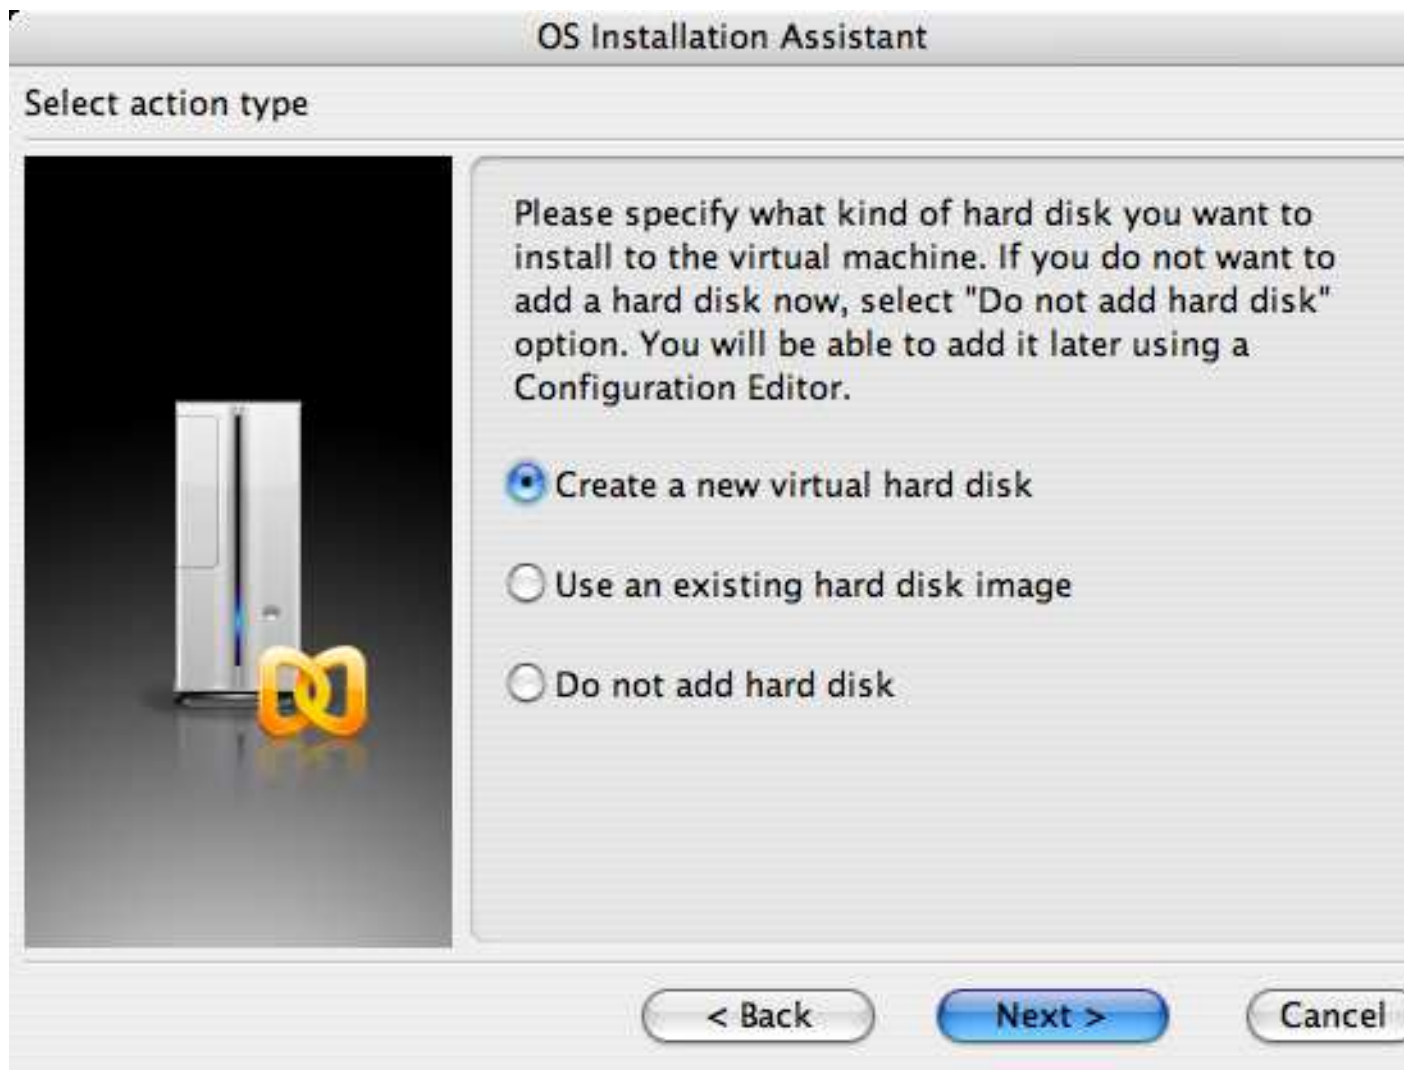 OS Installation Assistant
Select action type
Please specify what kind of hard disk you want to
install to the virtual machine. If you do not want to
add a hard disk now, select "Do not add hard disk"
option. You will be able to add it later using a
Configuration Editor.
Create a new virtual hard disk
Use an existing hard disk image
Do not add hard disk
< Back
Next >
Cancel